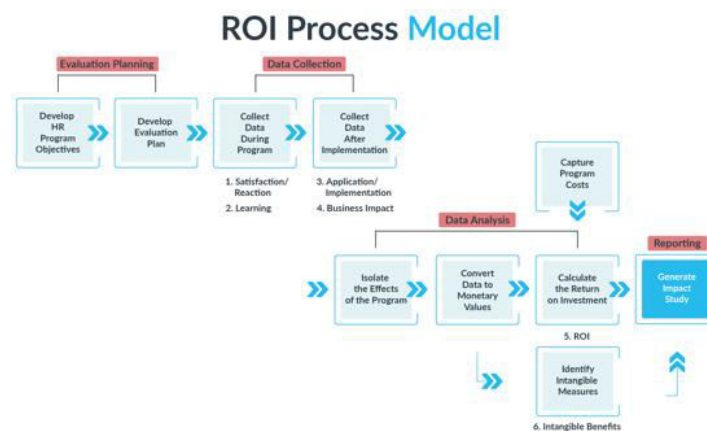 ROI Process Model
Evaluation Planning
Data Collection
Develop
HR
Program
Objectives
Develop
Evaluation
Plan
Collect
Data
During
Program
Collect
Data
After
Implementation
1. Satisfaction/
Reaction
2. Learning
3. Application/
Implementation
4. Business Impact
Capture
Program
Costs
Data Analysis
Reporting
Isolate
the Effects
of the Program
Convert
Data to
Monetary
Values
Calculate
the Return
on Investment
Generate
Impact
Study
5. ROI
Identify
Intangible
Measures
6. Intangible Benefits